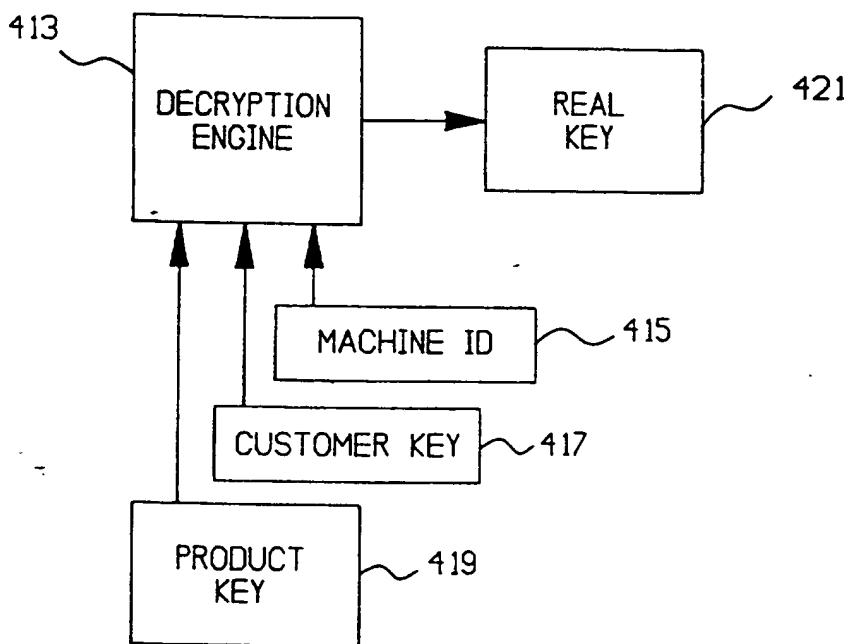 413
DECRYPTION
ENGINE
REAL
KEY
421
MACHINE ID
415
CUSTOMER KEY
417
PRODUCT
KEY
419